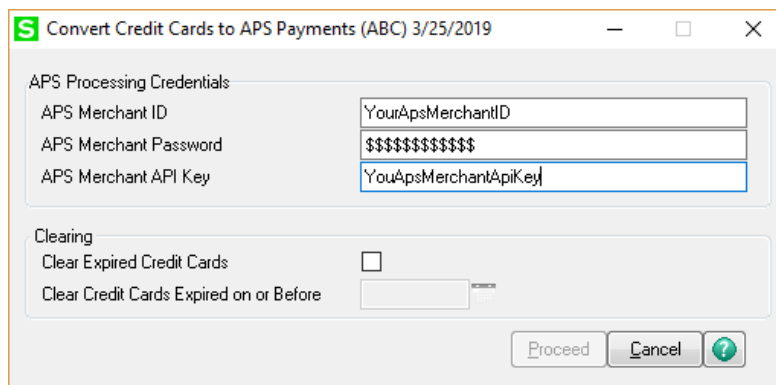 S Convert Credit Cards to APS Payments (ABC) 3/25/2019
APS Processing Credentials
APS Merchant ID YourApsMerchantID
APS Merchant Password $$$$$$$$$$$$
APS Merchant API Key YouApsMerchantApiKey
Clearing
Clear Expired Credit Cards
Clear Credit Cards Expired on or Before
Proceed Cancel ?